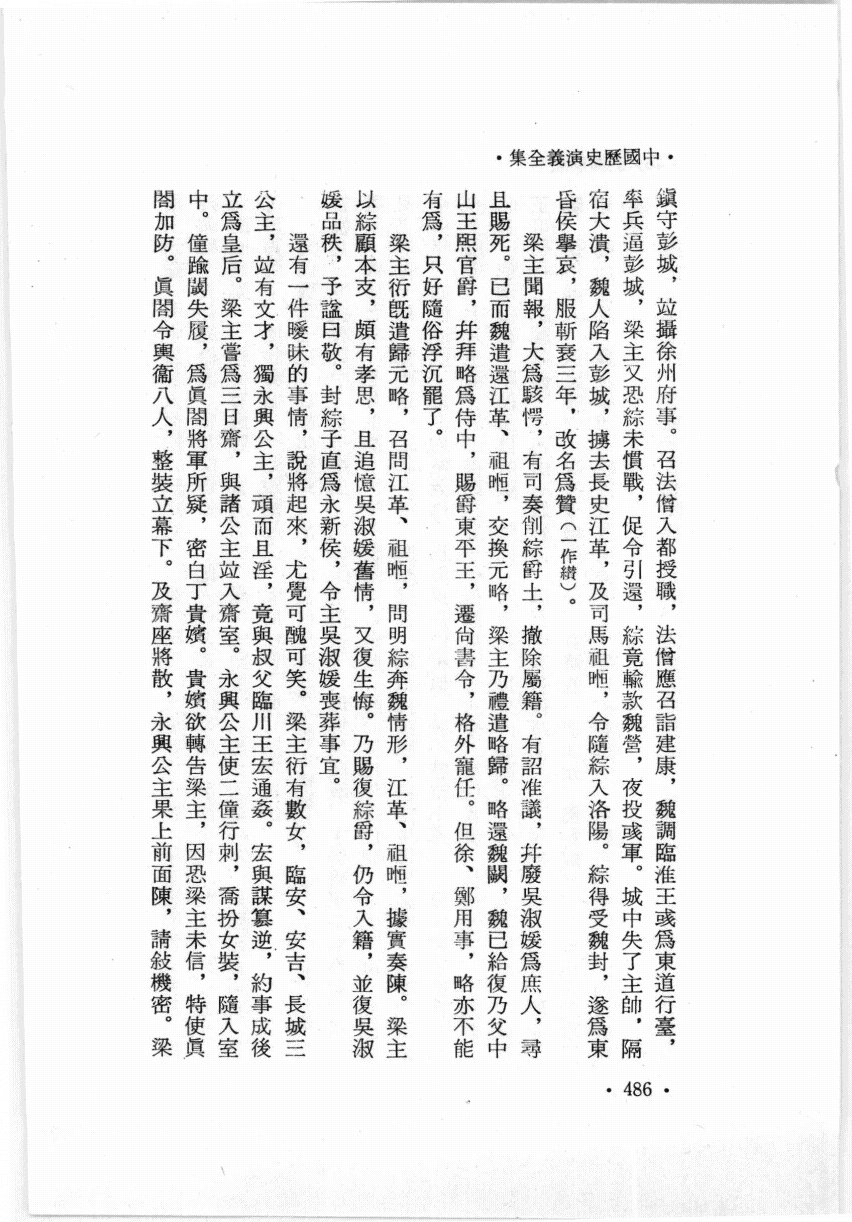 •中國歷史演義全集•
鎮守彭城，竝攝徐州府事。召法僧入都授職，法僧應召詣建康，魏調臨淮王彧爲東道行臺，
率兵逼彭城，梁主又恐綜未慣戰，促令引還，綜竟輸款魏營，夜投彧軍。城中失了主帥，隔
宿大潰，魏人陷入彭城，擄去長史江革，及司馬祖暅，令隨綜入洛陽。綜得受魏封，遂爲東
昏侯擧哀，服斬衰三年，改名爲贊（一作纘）。
梁主聞報，大爲駭愕，有司奏削綜爵土，撤除屬籍。有詔准議，幷廢吳淑媛爲庶人，尋
且賜死。已而魏遣還江革、祖暅，交換元略，梁主乃禮遣略歸。略還魏闕，魏已給復乃父中
山王熙官爵，幷拜略爲侍中，賜爵東平王，遷尙書令，格外寵任。但徐、鄭用事，略亦不能
有爲，只好隨俗浮沉罷了。
梁主衍旣遣歸元略，召問江革、祖暅，問明綜奔魏情形，江革、祖暅，據實奏陳。梁主
以綜顧本支，頗有孝思，且追憶吳淑媛舊情，又復生悔。乃賜復綜爵，仍令入籍，並復吳淑
媛品秩，予諡曰敬。封綜子直爲永新侯，令主吳淑媛喪葬事宜。
還有一件曖昧的事情，說將起來，尤覺可醜可笑。梁主衍有數女，臨安、安吉、長城三
公主，竝有文才，獨永興公主，頑而且淫，竟與叔父臨川王宏通姦。宏與謀篡逆，約事成後
立爲皇后。梁主嘗爲三日齋，與諸公主竝入齋室。永興公主使二僮行刺，喬扮女裝，隨入室
中。僮踰閾失履，爲眞閤將軍所疑，密白丁貴嬪。貴嬪欲轉告梁主，因恐梁主未信，特使眞
閤加防。眞閤令輿衞八人，整裝立幕下。及齋座將散，永興公主果上前面陳，請敍機密。梁
•486•